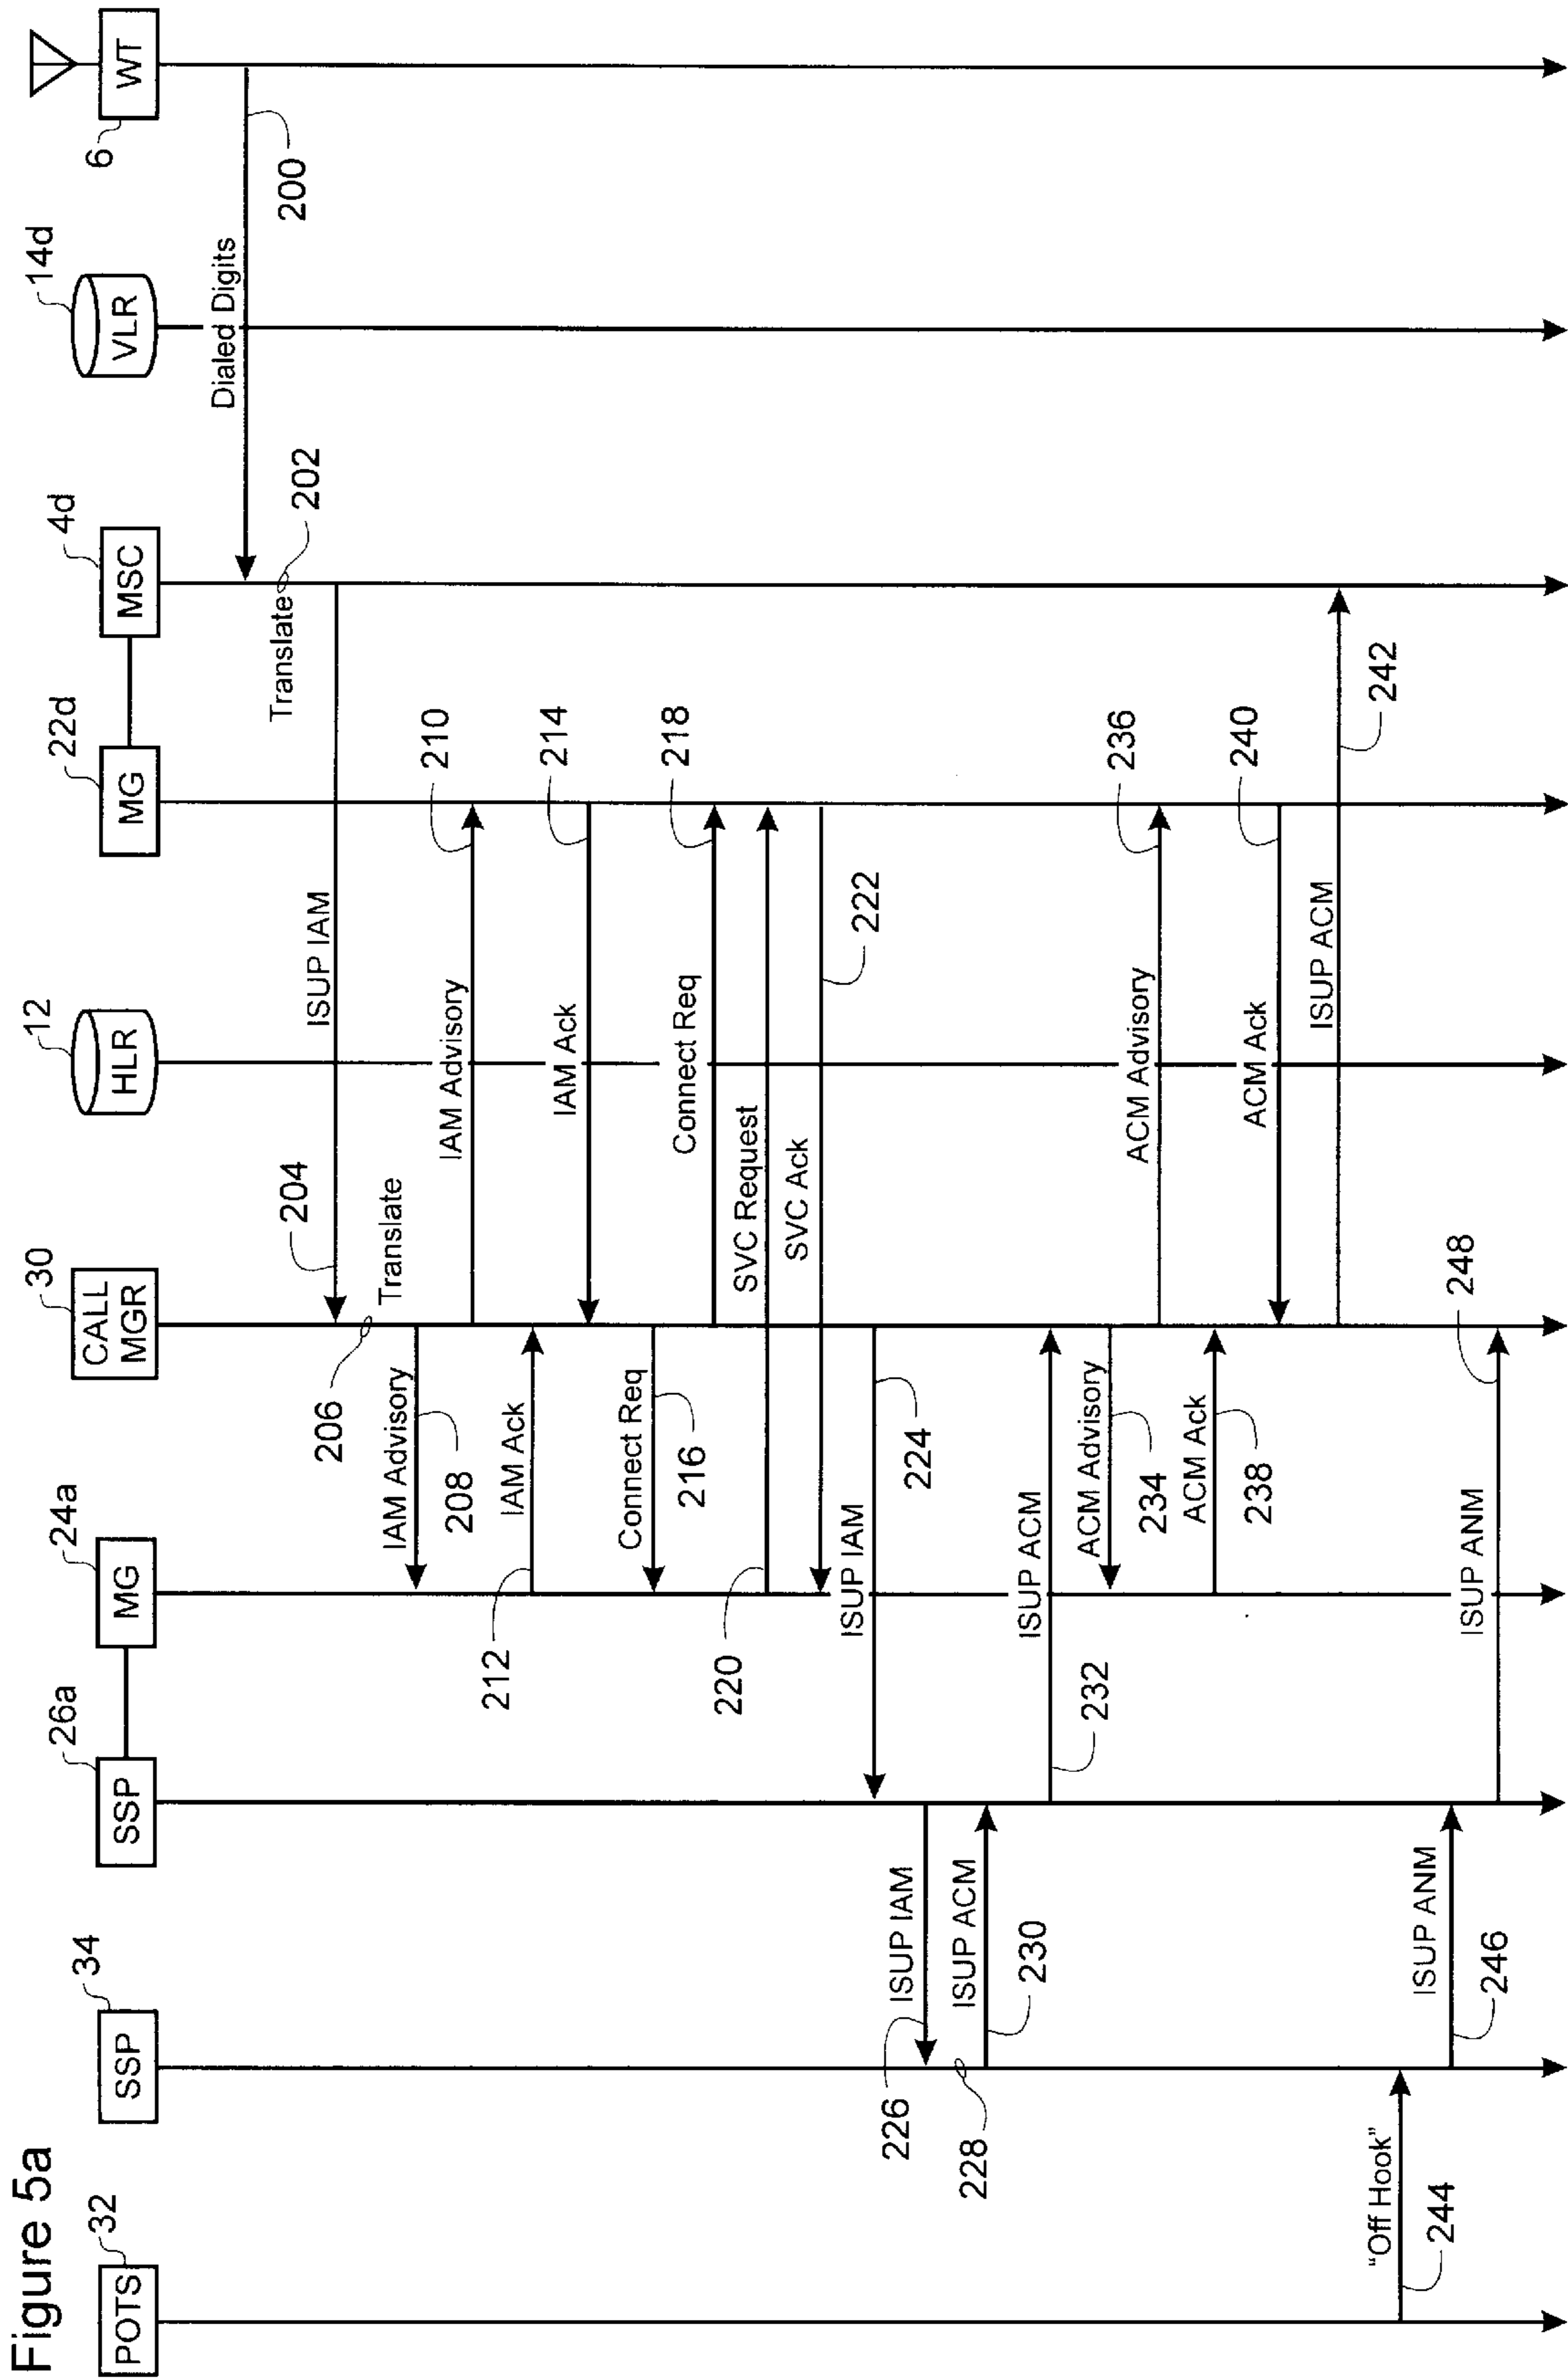 Figure 5a
POTS
32
SSP
34
SSP
26a
MG
24a
CALL
MGR
30
HLR
12
MG
22d
MSC
4d
VLR
14d
WT
6
Dialed Digits
200
Translate
202
ISUP IAM
204
206
Translate
IAM Advisory
208
IAM Advisory
210
IAM Ack
212
IAM Ack
214
Connect Req
216
Connect Req
218
SVC Request
220
SVC Ack
222
ISUP IAM
224
ISUP IAM
226
228
ISUP ACM
230
ISUP ACM
232
ACM Advisory
234
ACM Advisory
236
ACM Ack
238
ACM Ack
240
ISUP ACM
242
"Off Hook"
244
ISUP ANM
246
ISUP ANM
248